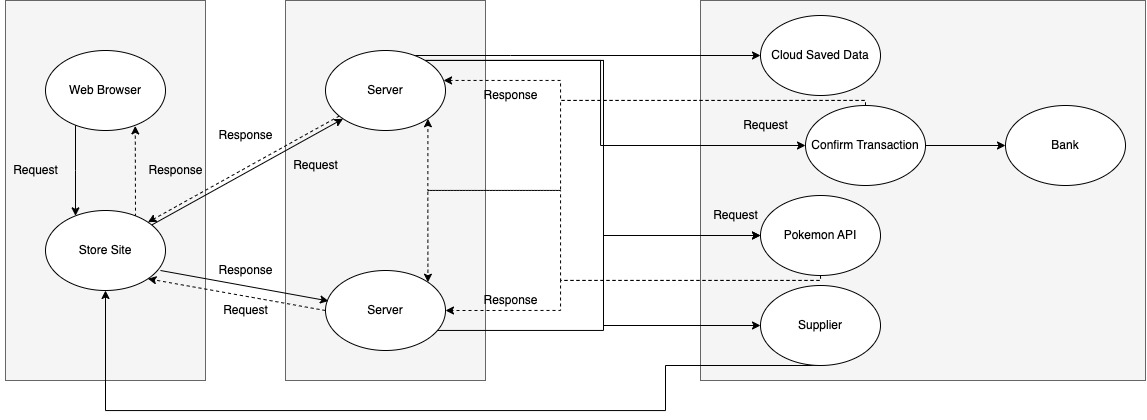 Web Browser
Server
Cloud Saved Data
Response
Response
Request
Confirm Transaction
Bank
Request
Response
Request
Request
Store Site
Pokemon API
Response
Request
Response
Server
Supplier